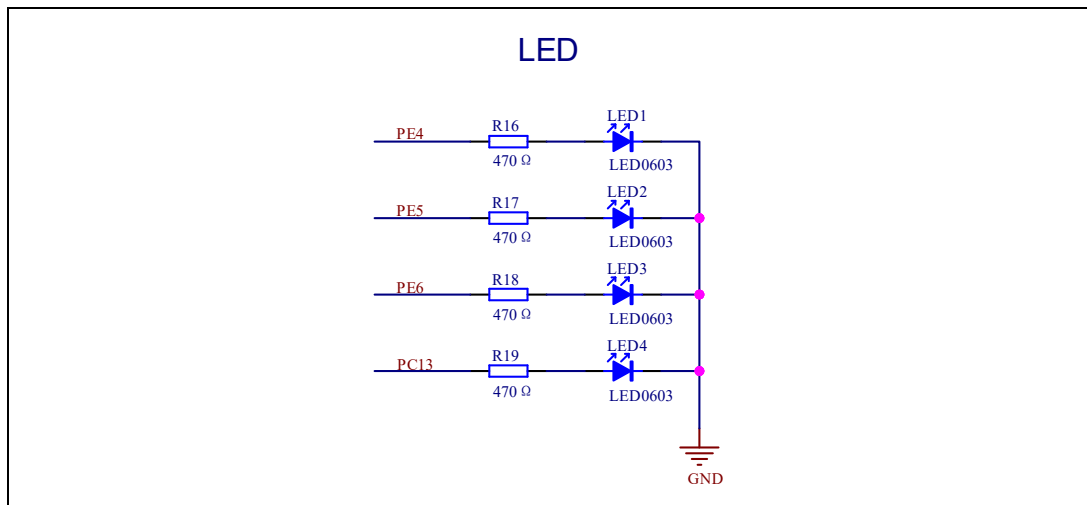 LED
LED1
PE4 R16
470 Ω LED0603
LED2
PE5 R17
470 Ω LED0603
LED3
PE6 R18
470 Ω LED0603
LED4
PC13 R19
470 Ω LED0603
GND